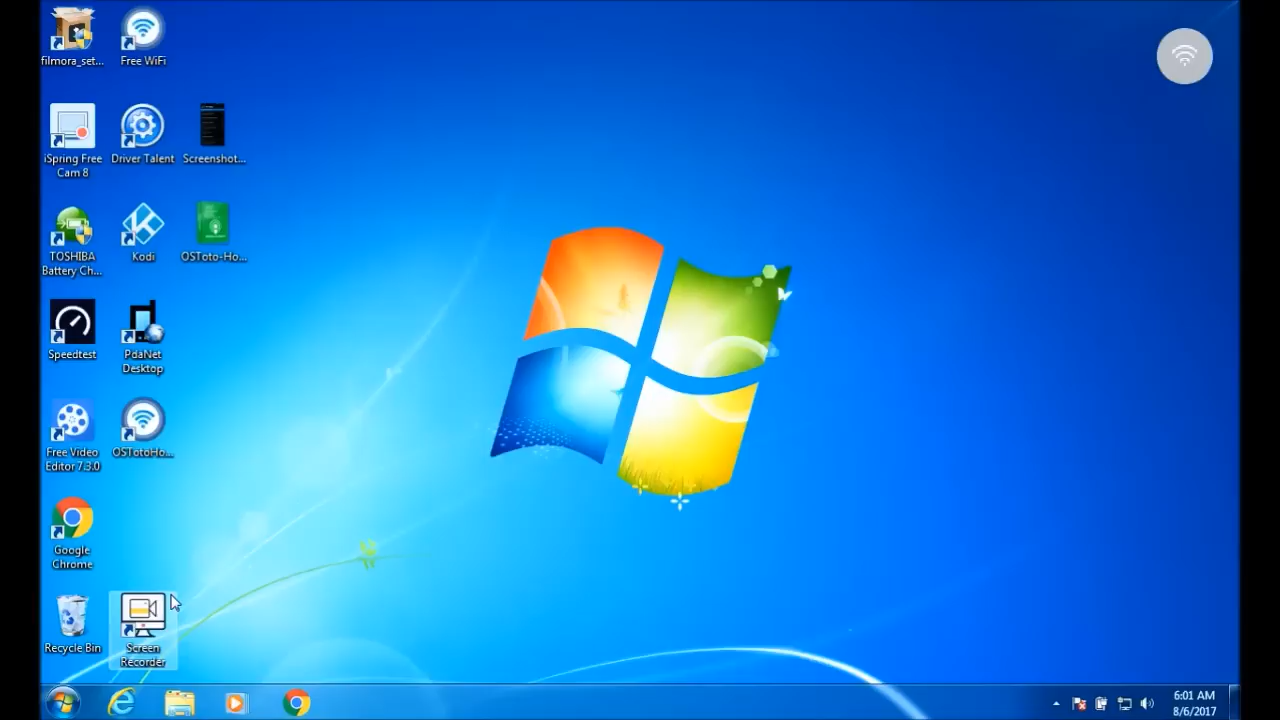 filmora_set...
Free WiFi
iSpring Free
Cam 8
Driver Talent
Screenshot...
TOSHIBA
Battery Ch...
Kodi
OSToto-Ho...
Speedtest
PdaNet
Desktop
Free Video
Editor 7.3.0
OSTotoHo...
Google
Chrome
Recycle Bin
Screen
Recorder
6:01 AM
8/6/2017